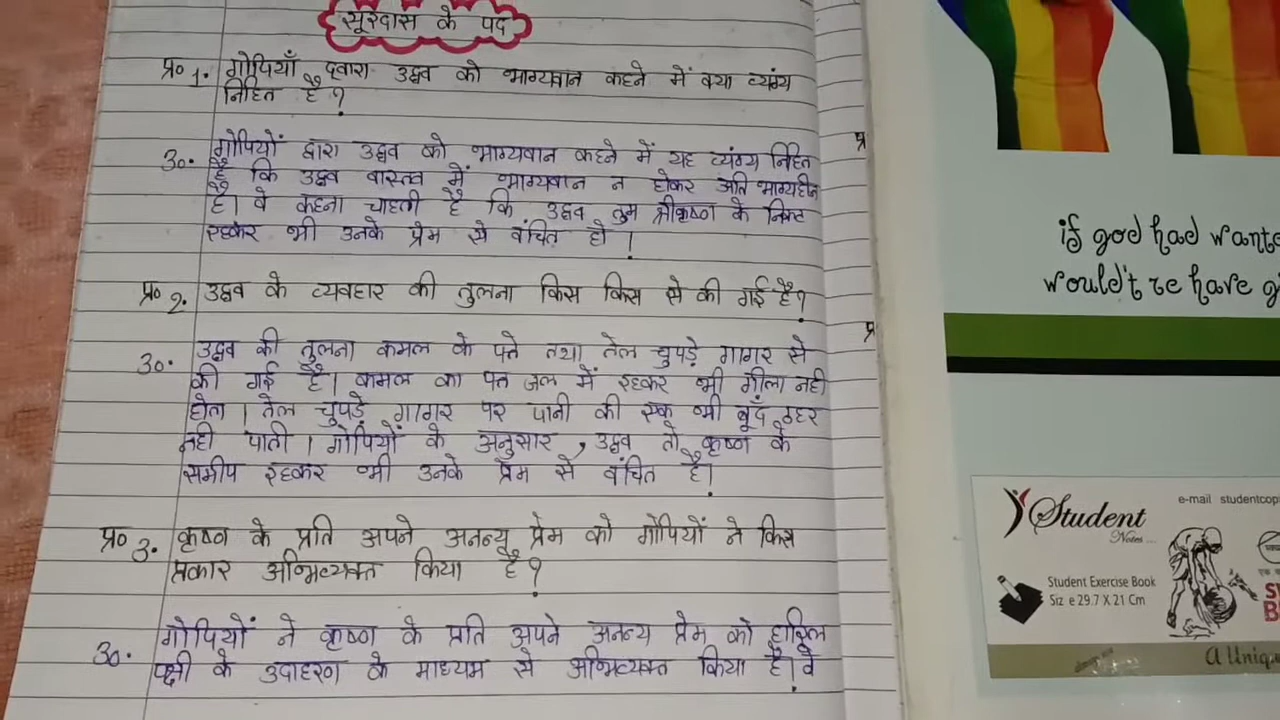 सूरदास के पद
प्र० 1. गोपियाँ द्वारा उद्धव को भाग्यवान कहने में क्या व्यंग्य
निहित है ?
उ०. गोपियों द्वारा उद्धव को भाग्यवान कहने में यह व्यंग्य निहित
है कि उद्धव वास्तव में भाग्यवान न होकर अति भाग्यहीन
है। वे कहना चाहती है कि उद्धव तुम श्रीकृष्ण के निकट
रहकर भी उनके प्रेम से वंचित हो ।
प्र० 2. उद्धव के व्यवहार की तुलना किस किस से की गई है?
उ०. उद्धव की तुलना कमल के पत्ते तथा तेल चुपड़े गागर से
की गई है। कमल का पत्त जल में रहकर भी गीला नही
होता । तेल चुपड़े गागर पर पानी की एक भी बूँद ठहर
नही पाती । गोपियों के अनुसार , उद्धव तो कृष्ण के
समीप रहकर भी उनके प्रेम से वंचित है।
प्र० 3. कृष्ण के प्रति अपने अनन्य प्रेम को गोपियों ने किस
प्रकार अभिव्यक्त किया है ?
उ०. गोपियों ने कृष्ण के प्रति अपने अनन्य प्रेम को हारिल
पक्षी के उदाहरण के माध्यम से अभिव्यक्त किया है। वे
प्र
प्र
if god had wante
would't re have g
e-mail studentcop
Student
Notes...
Student Exercise Book
Siz e 29.7 X 21 Cm
A Uniqu